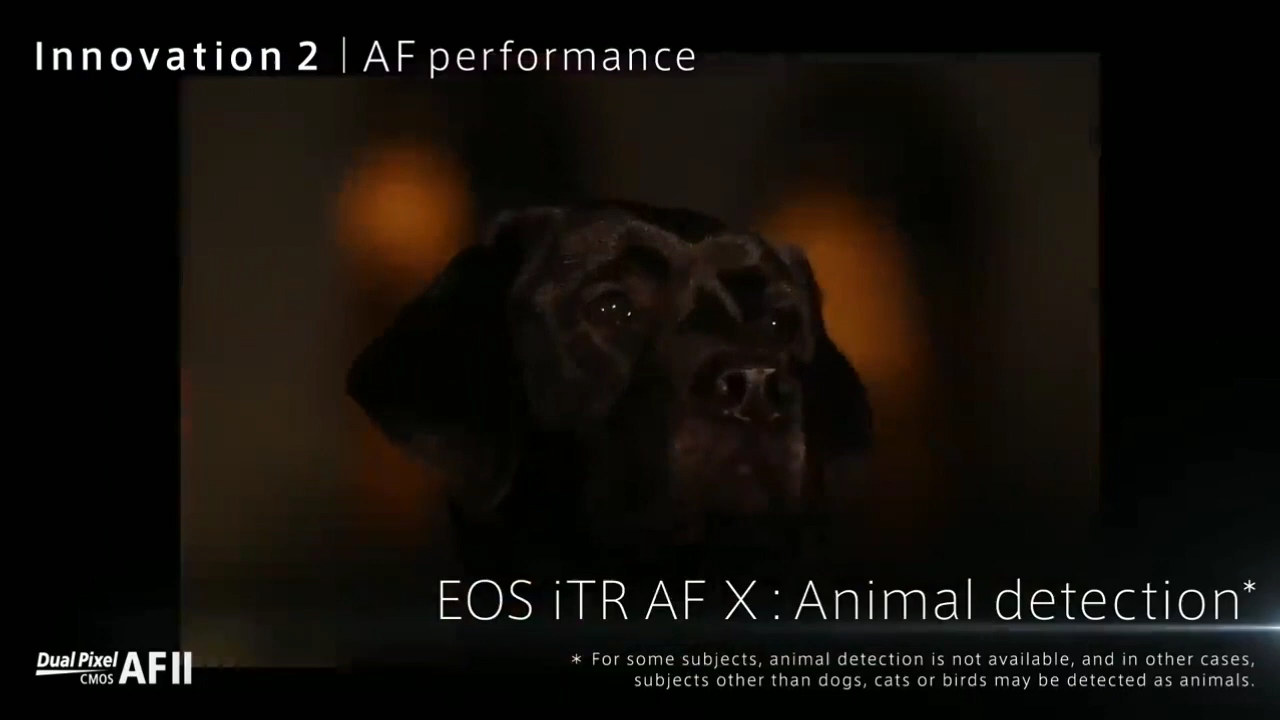 Innovation 2 | AF performance
EOS iTR AF X : Animal detection*
* For some subjects, animal detection is not available, and in other cases,
subjects other than dogs, cats or birds may be detected as animals.
Dual Pixel
CMOS AF II